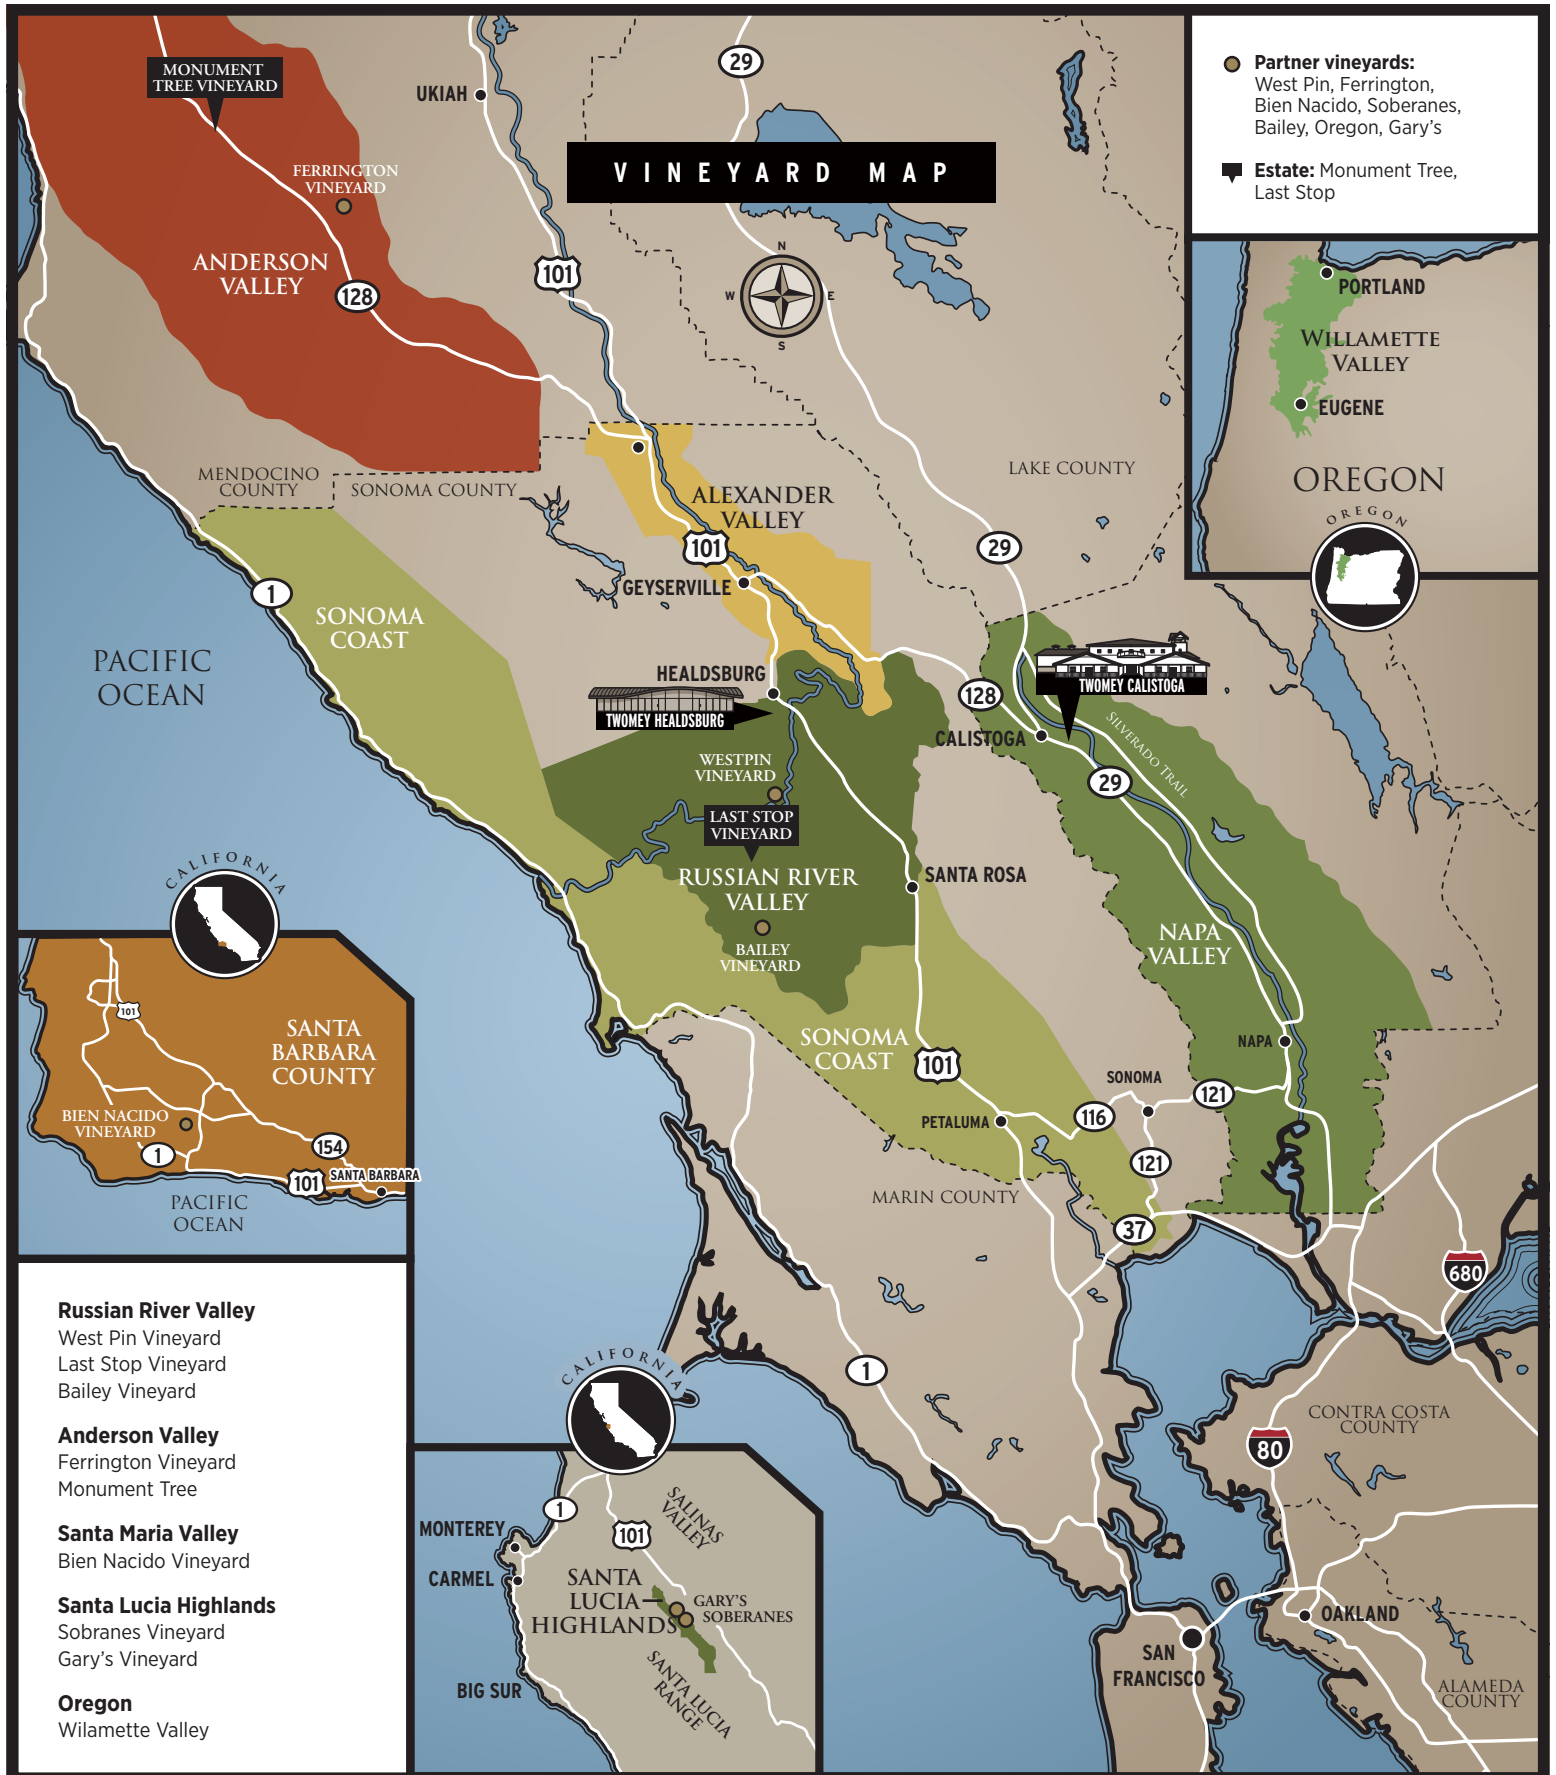 MONUMENT
TREE VINEYARD
UKIAH
29
VINEYARD MAP
Partner vineyards:
West Pin, Ferrington,
Bien Nacido, Soberanes,
Bailey, Oregon, Gary's
Estate: Monument Tree,
Last Stop
FERRINGTON
VINEYARD
ANDERSON
VALLEY
128
101
N
W
E
S
PORTLAND
WILLAMETTE
VALLEY
EUGENE
OREGON
OREGON
MENDOCINO
COUNTY
SONOMA COUNTY
LAKE COUNTY
ALEXANDER
VALLEY
101
29
GEYSERVILLE
1
SONOMA
COAST
PACIFIC
OCEAN
HEALDSBURG
TWOMEY HEALDSBURG
128
TWOMEY CALISTOGA
CALISTOGA
SILVERADO TRAIL
29
WESTPIN
VINEYARD
LAST STOP
VINEYARD
RUSSIAN RIVER
VALLEY
SANTA ROSA
BAILEY
VINEYARD
NAPA
VALLEY
CALIFORNIA
101
SANTA
BARBARA
COUNTY
BIEN NACIDO
VINEYARD
1
154
101
SANTA BARBARA
PACIFIC
OCEAN
SONOMA
COAST
101
NAPA
SONOMA
121
PETALUMA
116
121
MARIN COUNTY
37
680
Russian River Valley
West Pin Vineyard
Last Stop Vineyard
Bailey Vineyard
Anderson Valley
Ferrington Vineyard
Monument Tree
Santa Maria Valley
Bien Nacido Vineyard
Santa Lucia Highlands
Sobranes Vineyard
Gary's Vineyard
Oregon
Wilamette Valley
CALIFORNIA
1
CONTRA COSTA
COUNTY
80
1
101
SALINAS
VALLEY
MONTEREY
CARMEL
SANTA
LUCIA
HIGHLANDS
GARY'S
SOBERANES
SANTA LUCIA
RANGE
BIG SUR
OAKLAND
SAN
FRANCISCO
ALAMEDA
COUNTY